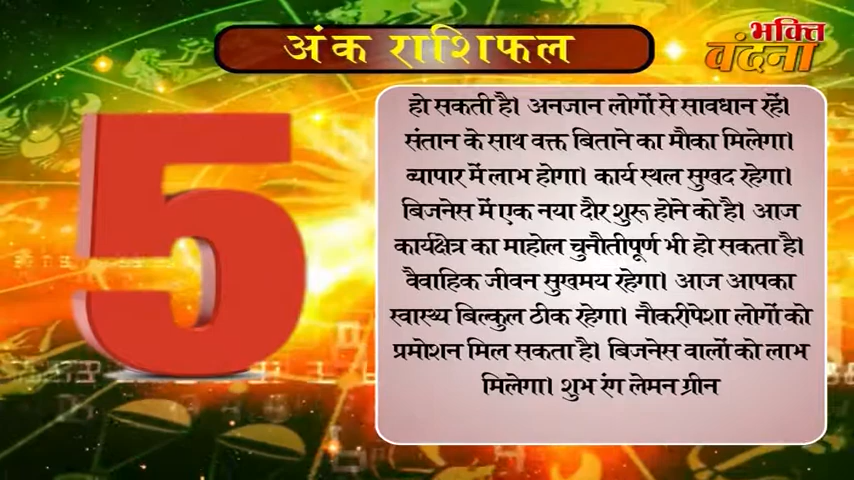 अंक राशिफल
भक्ति
वंदना
5
हो सकती है। अनजान लोगों से सावधान रहें।
संतान के साथ वक्त बिताने का मौका मिलेगा।
व्यापार में लाभ होगा। कार्य स्थल सुखद रहेगा।
बिजनेस में एक नया दौर शुरू होने को है। आज
कार्यक्षेत्र का माहोल चुनौतीपूर्ण भी हो सकता है।
वैवाहिक जीवन सुखमय रहेगा। आज आपका
स्वास्थ्य बिल्कुल ठीक रहेगा। नौकरीपेशा लोगों को
प्रमोशन मिल सकता है। बिजनेस वालों को लाभ
मिलेगा। शुभ रंग लेमन ग्रीन